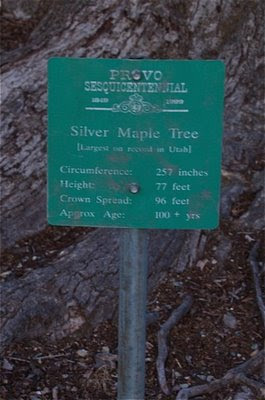 PROVO
SESQUICENTENNIAL
1849 1999
Silver Maple Tree
[Largest on record in Utah]
Circumference: 257 inches
Height: 77 feet
Crown Spread: 96 feet
Approx Age: 100 + yrs